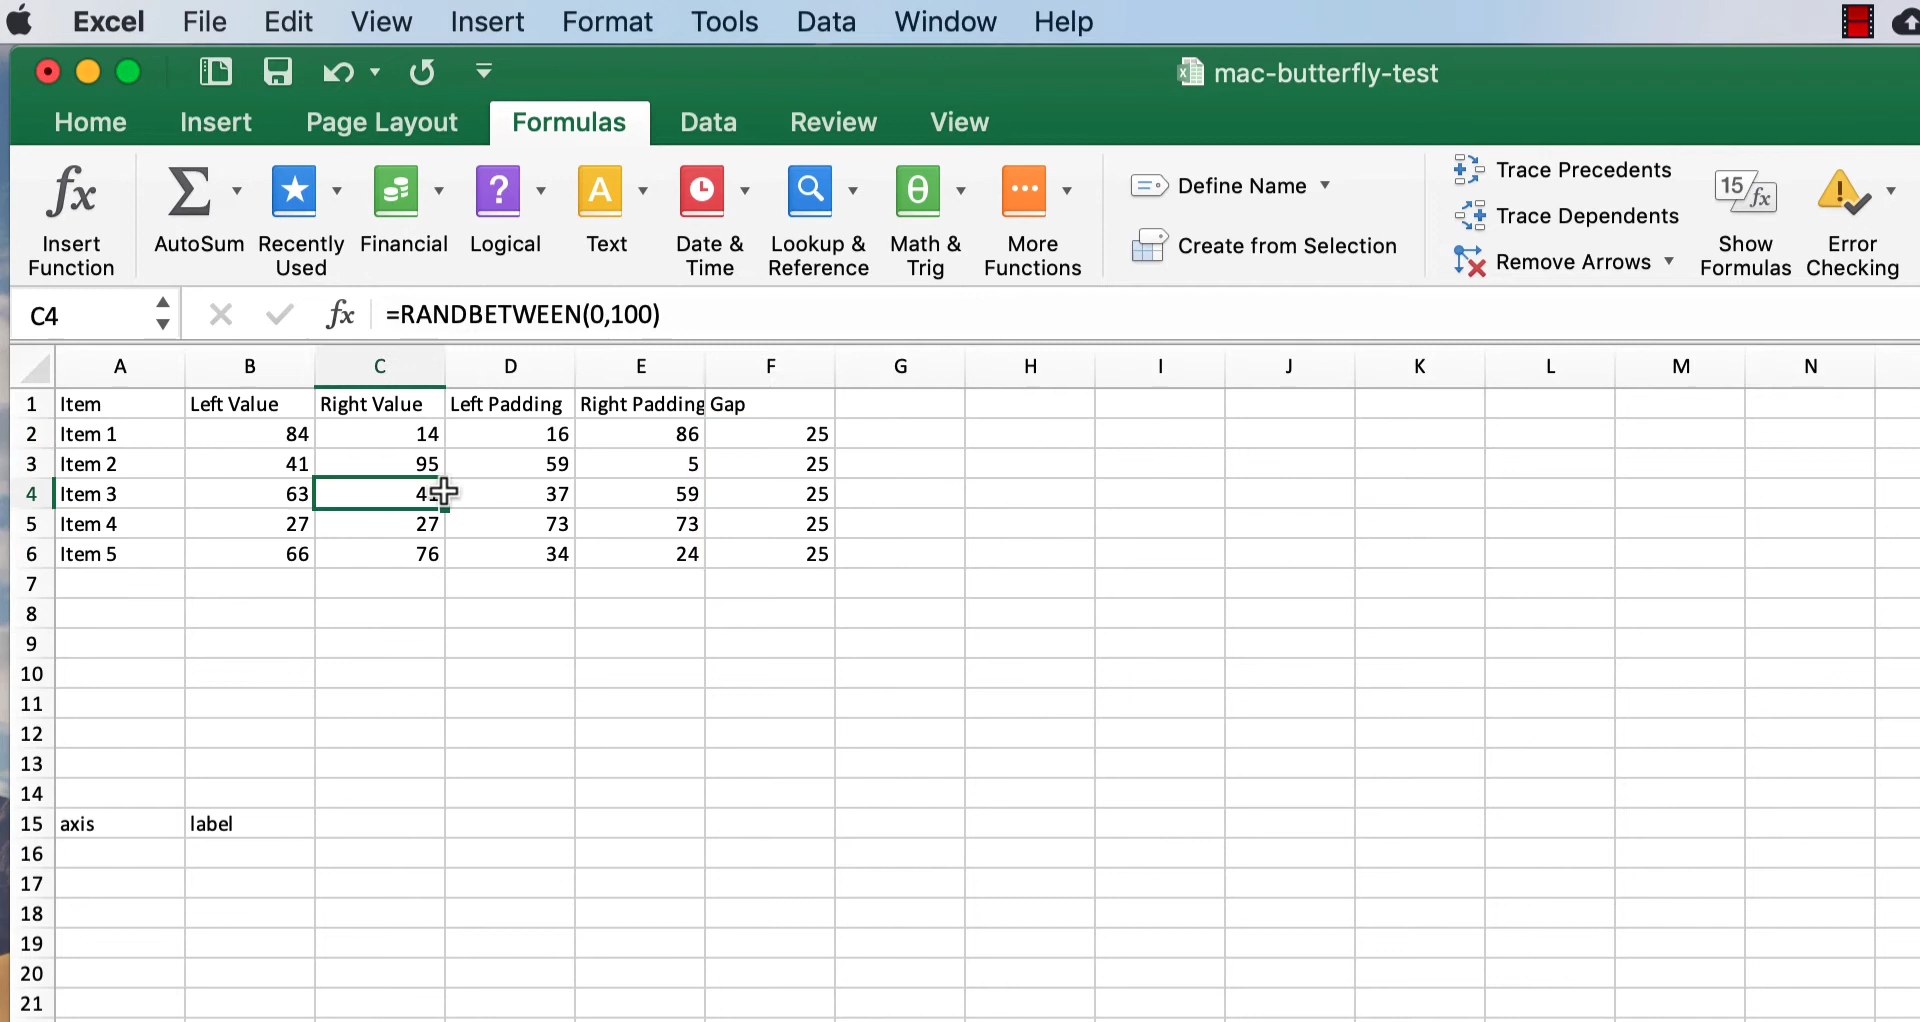 Excel File Edit View Insert Format Tools Data Window Help
mac-butterfly-test
Home Insert Page Layout Formulas Data Review View
Insert Function
AutoSum
Recently Used
Financial
Logical
Text
Date & Time
Lookup & Reference
Math & Trig
More Functions
Define Name
Create from Selection
Trace Precedents
Trace Dependents
Remove Arrows
Show Formulas
Error Checking
C4 fx =RANDBETWEEN(0,100)
A B C D E F G H I J K L M N
1 Item Left Value Right Value Left Padding Right Padding Gap
2 Item 1 84 14 16 86 25
3 Item 2 41 95 59 5 25
4 Item 3 63 41 37 59 25
5 Item 4 27 27 73 73 25
6 Item 5 66 76 34 24 25
7
8
9
10
11
12
13
14
15 axis label
16
17
18
19
20
21